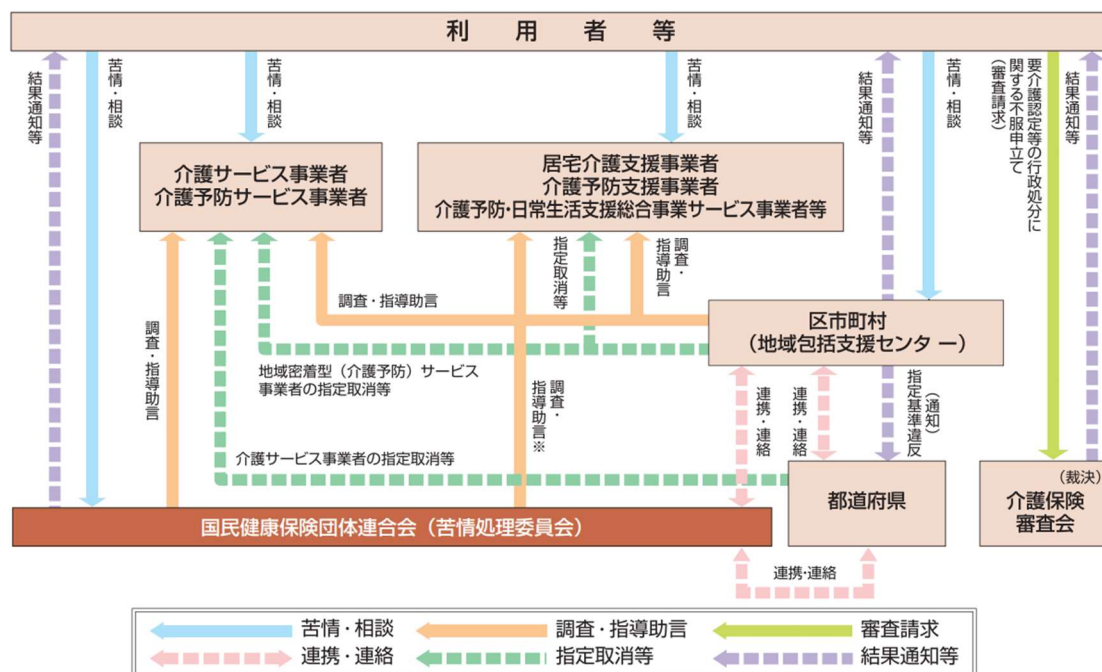 利用者等
結果通知等
苦情・相談
苦情・相談
苦情・相談
結果通知等
苦情・相談
要介護認定等の行政処分に
関する不服申立て
（審査請求）
結果通知等
介護サービス事業者
介護予防サービス事業者
居宅介護支援事業者
介護予防支援事業者
介護予防・日常生活支援総合事業サービス事業者等
調査・指導助言
調査・指導助言
指定取消等
調査・
指導助言
区市町村
（地域包括支援センター）
地域密着型（介護予防）サービス
事業者の指定取消等
調査・
指導助言※
連携・連絡
連携・連絡
（通知）
指定基準違反
介護サービス事業者の指定取消等
都道府県
（裁決）
介護保険
審査会
国民健康保険団体連合会（苦情処理委員会）
連携・連絡
苦情・相談
調査・指導助言
審査請求
連携・連絡
指定取消等
結果通知等